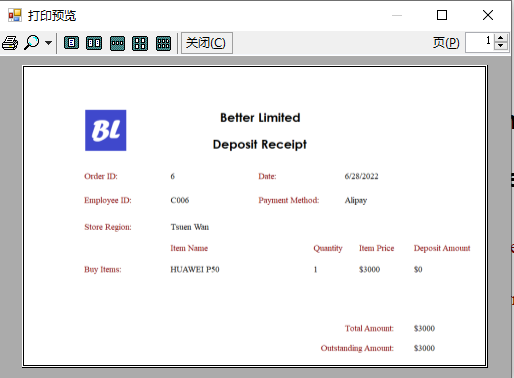 打印预览
关闭(C)
页(P) 1
BL
Better Limited
Deposit Receipt
Order ID: 6 Date: 6/28/2022
Employee ID: C006 Payment Method: Alipay
Store Region: Tsuen Wan
Item Name Quantity Item Price Deposit Amount
Buy Items: HUAWEI P50 1 $3000 $0
Total Amount: $3000
Outstanding Amount: $3000